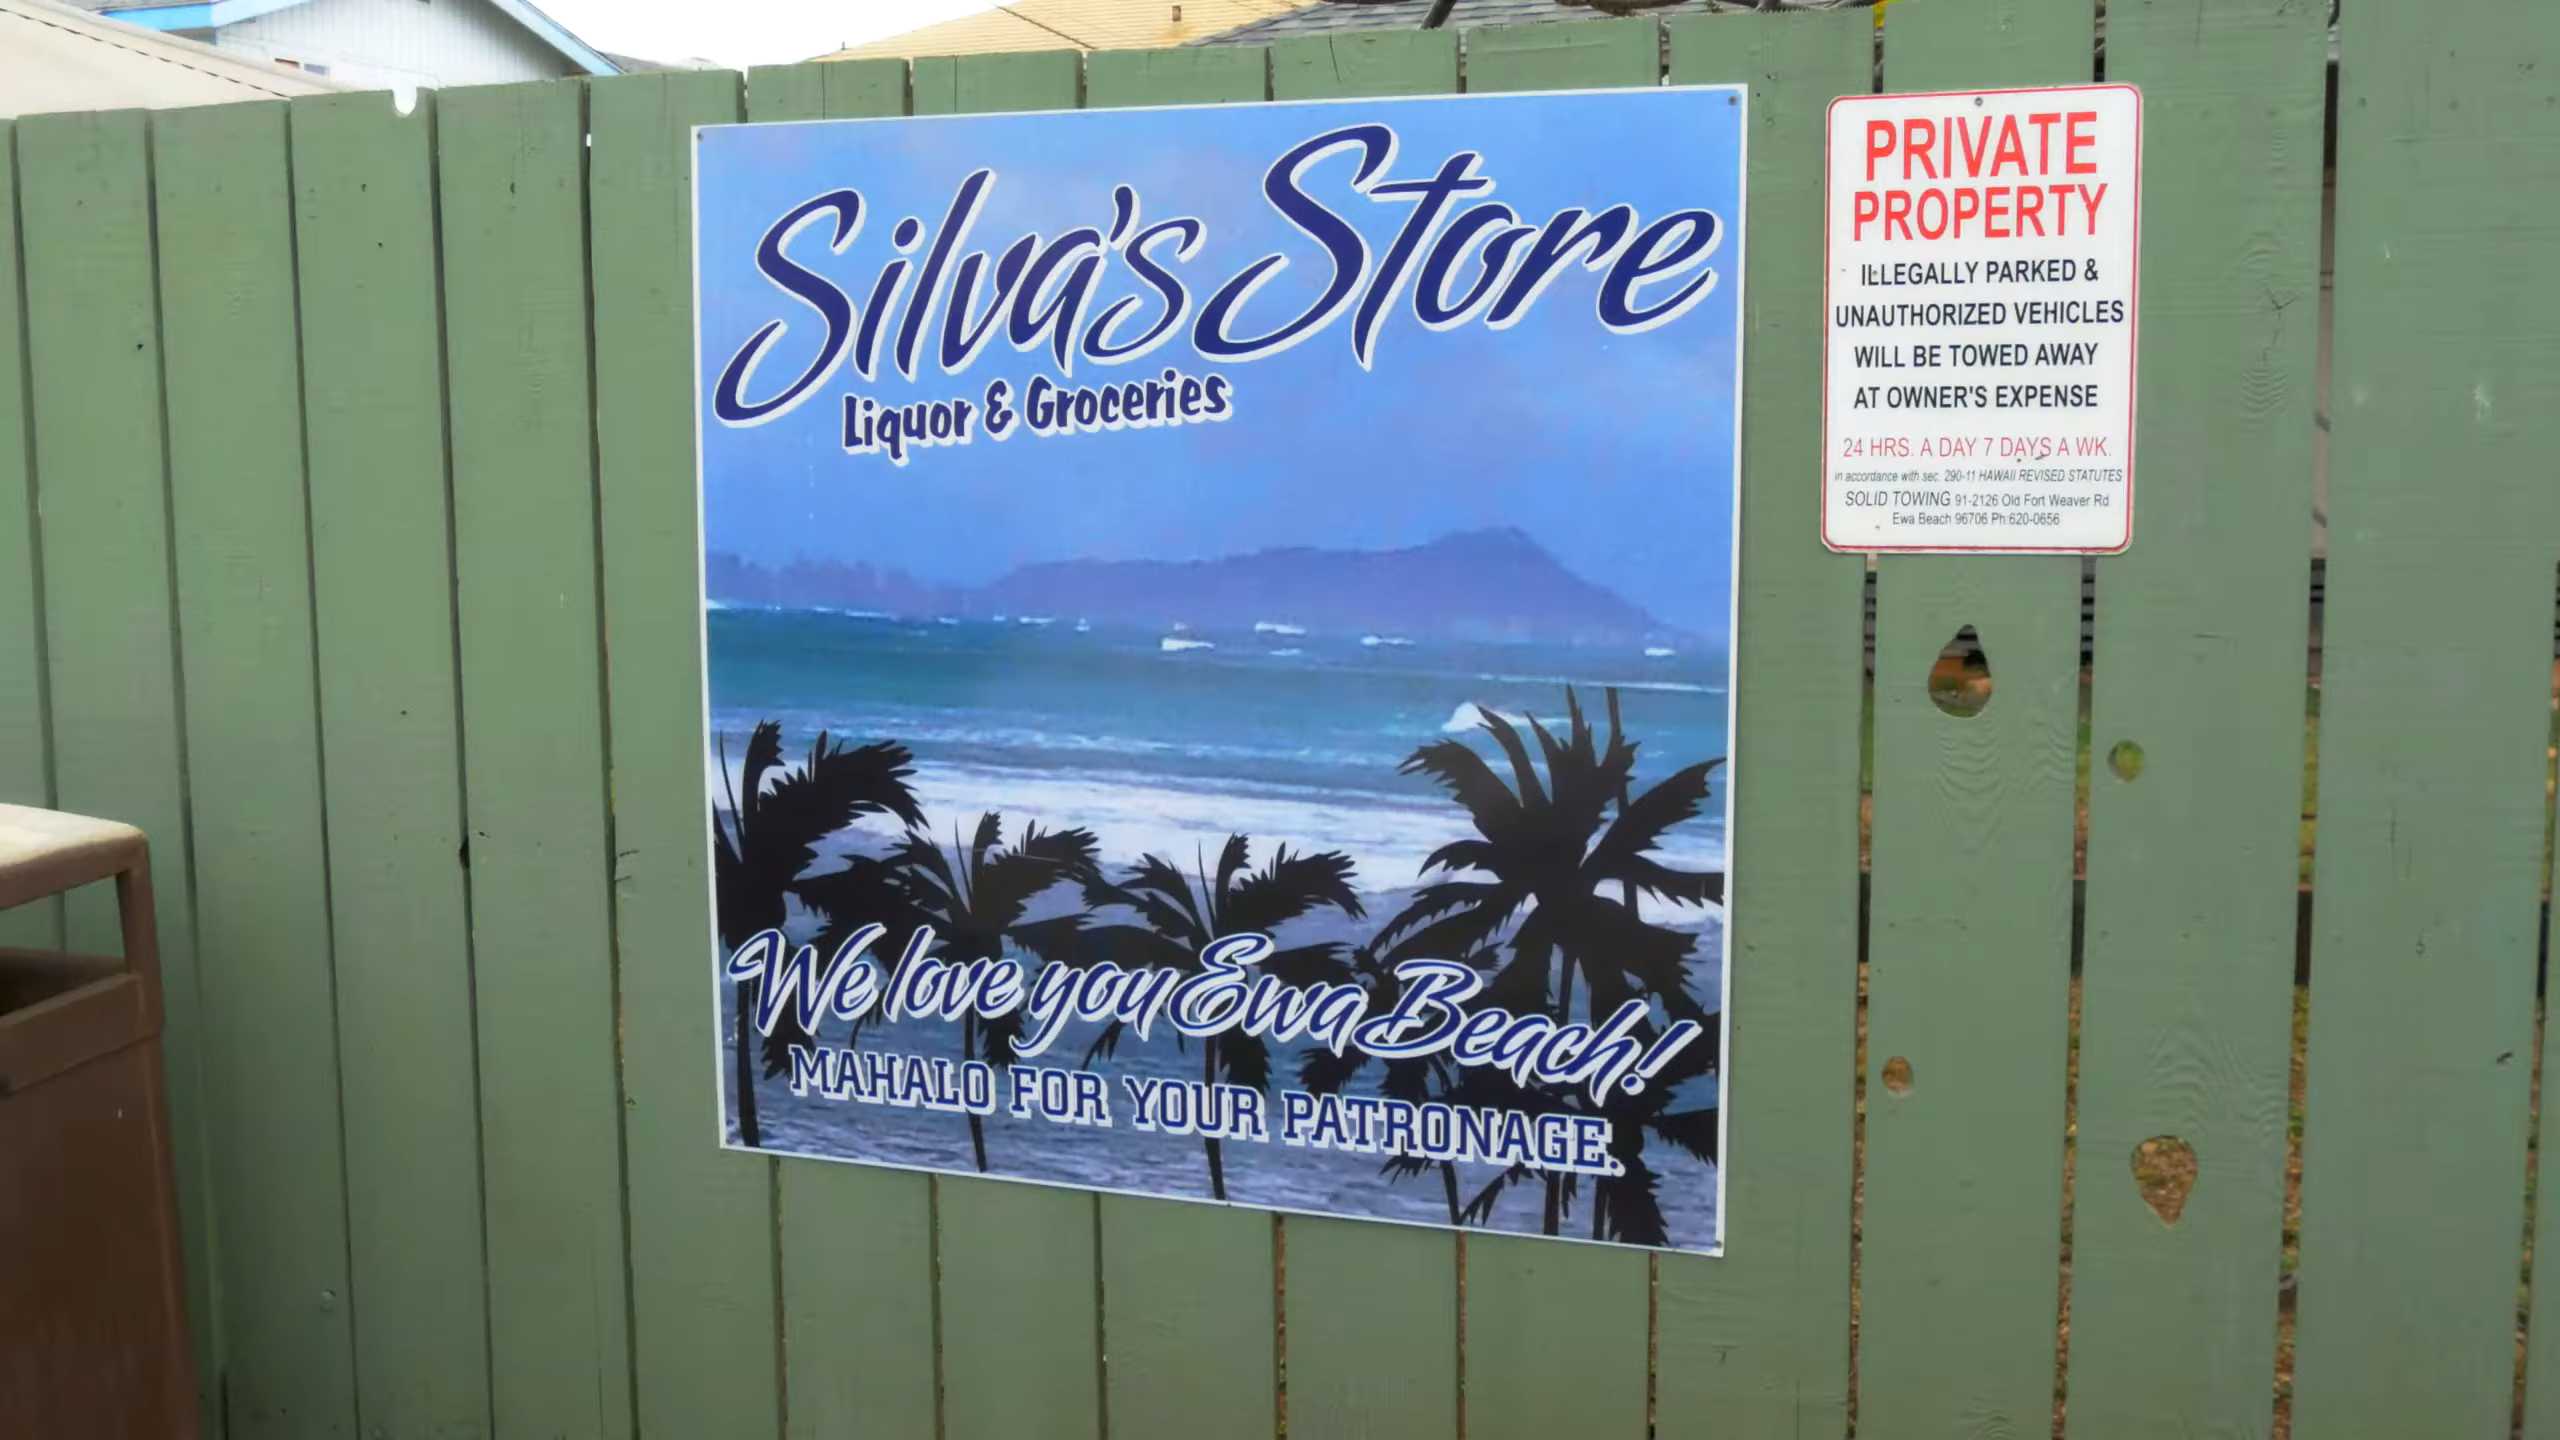 Silva's Store
Liquor & Groceries
We love you Ewa Beach!
MAHALO FOR YOUR PATRONAGE.
PRIVATE
PROPERTY
ILLEGALLY PARKED &
UNAUTHORIZED VEHICLES
WILL BE TOWED AWAY
AT OWNER'S EXPENSE
24 HRS. A DAY 7 DAYS A WK.
in accordance with sec. 290-11 HAWAII REVISED STATUTES
SOLID TOWING 91-2126 Old Fort Weaver Rd
Ewa Beach 96706 Ph:620-0656